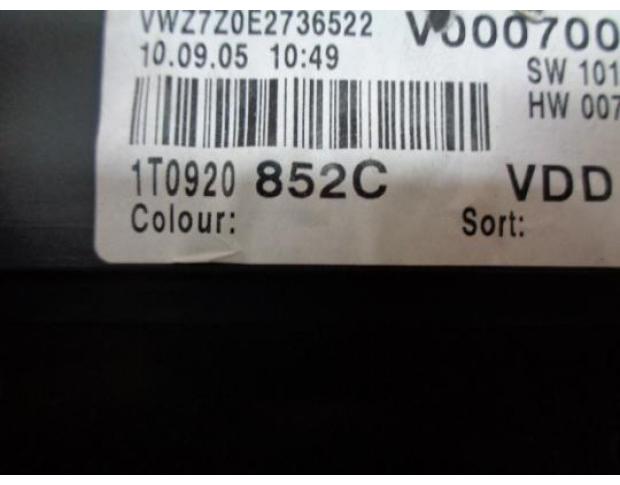 VWZ7Z0E2736522 V000700
10.09.05 10:49 SW 101
HW 007
1T0920 852C VDD
Colour: Sort: